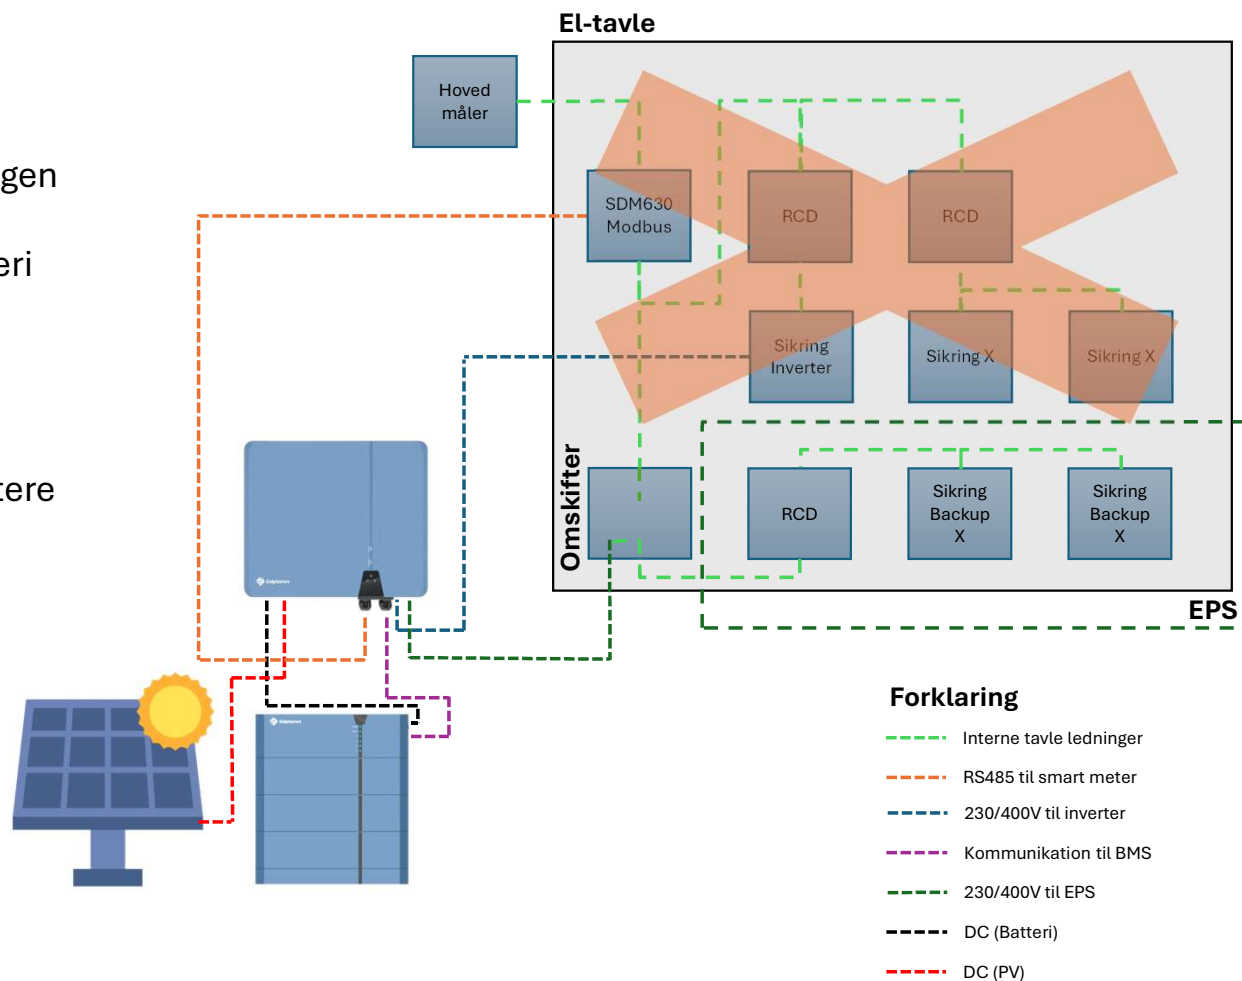 El-tavle
Hoved
måler
gen
eri
tere
SDM630
Modbus
RCD
RCD
Sikring
Inverter
Sikring X
Sikring X
Omskifter
RCD
Sikring
Backup
X
Sikring
Backup
X
EPS
Forklaring
Interne tavle ledninger
RS485 til smart meter
230/400V til inverter
Kommunikation til BMS
230/400V til EPS
DC (Batteri)
DC (PV)